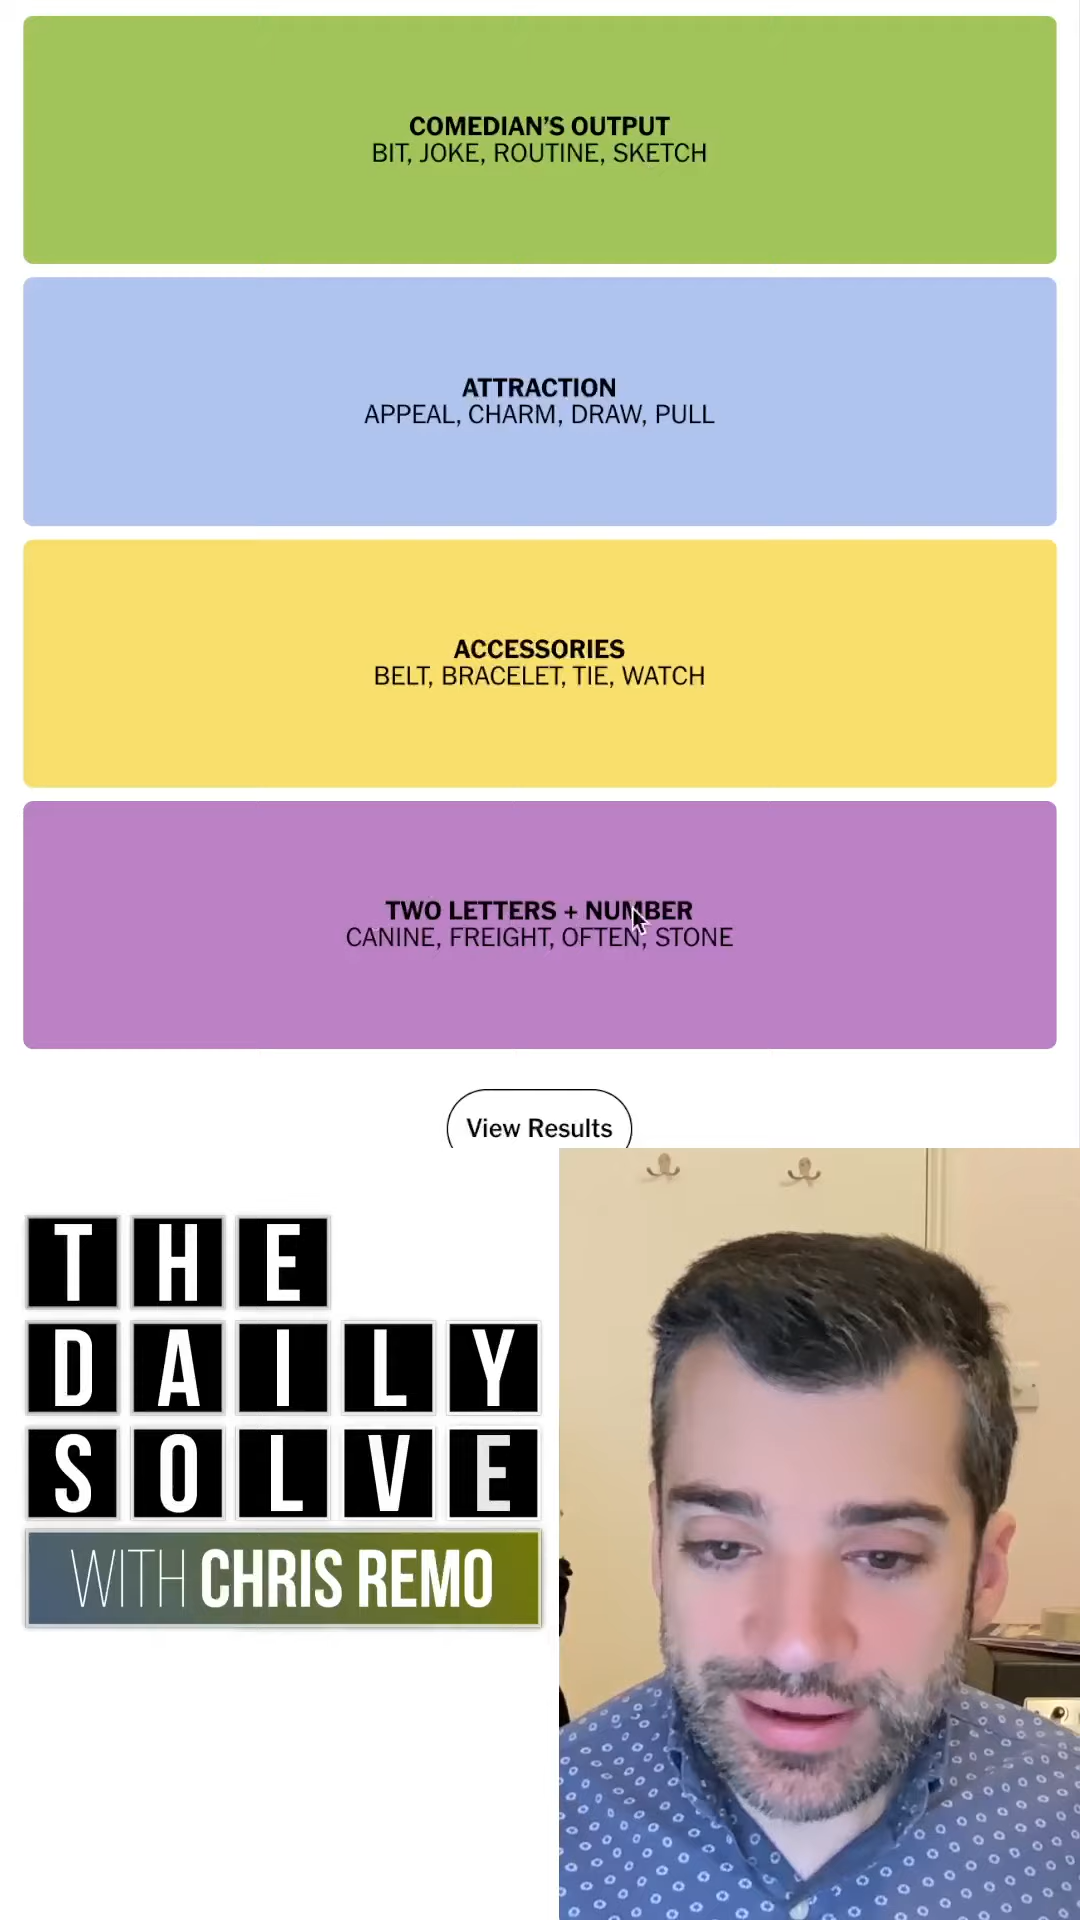 COMEDIAN'S OUTPUT
BIT, JOKE, ROUTINE, SKETCH
ATTRACTION
APPEAL, CHARM, DRAW, PULL
ACCESSORIES
BELT, BRACELET, TIE, WATCH
TWO LETTERS + NUMBER
CANINE, FREIGHT, OFTEN, STONE
View Results
THE
DAILY
SOLVE
WITH CHRIS REMO